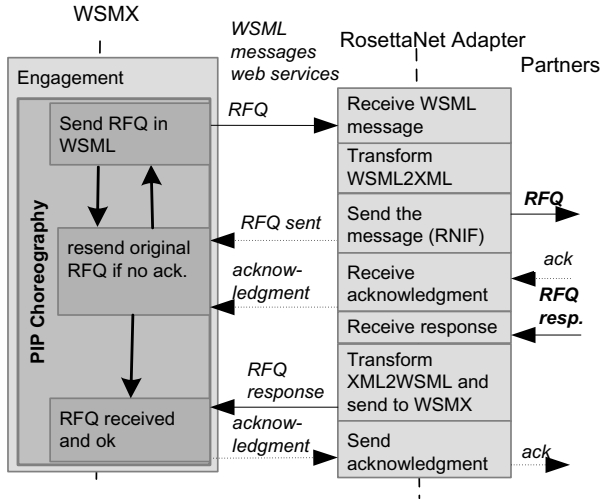 WSMX
WSML
messages
web services
RosettaNet Adapter
Partners
Engagement
PIP Choreography
Send RFQ in
WSML
RFQ
Receive WSML
message
Transform
WSML2XML
RFQ
RFQ sent
Send the
message (RNIF)
resend original
RFQ if no ack.
ack
acknow-
ledgment
Receive
acknowledgment
RFQ
resp.
Receive response
RFQ
response
Transform
XML2WSML and
send to WSMX
RFQ received
and ok
acknow-
ledgment
Send
acknowledgment
ack